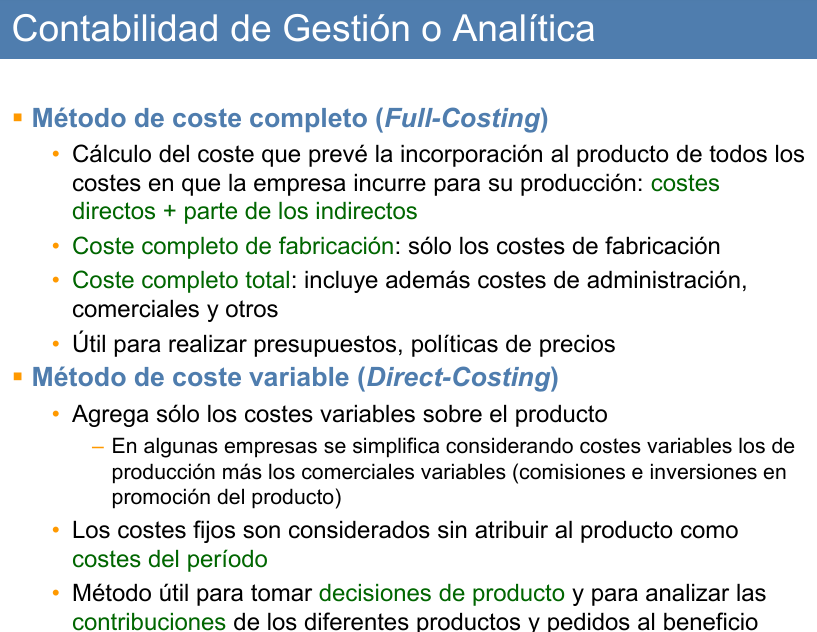 Contabilidad de Gestión o Analítica
▪ Método de coste completo (Full-Costing)
• Cálculo del coste que prevé la incorporación al producto de todos los
costes en que la empresa incurre para su producción: costes
directos + parte de los indirectos
• Coste completo de fabricación: sólo los costes de fabricación
• Coste completo total: incluye además costes de administración,
comerciales y otros
• Útil para realizar presupuestos, políticas de precios
▪ Método de coste variable (Direct-Costing)
• Agrega sólo los costes variables sobre el producto
– En algunas empresas se simplifica considerando costes variables los de
producción más los comerciales variables (comisiones e inversiones en
promoción del producto)
• Los costes fijos son considerados sin atribuir al producto como
costes del período
• Método útil para tomar decisiones de producto y para analizar las
contribuciones de los diferentes productos y pedidos al beneficio